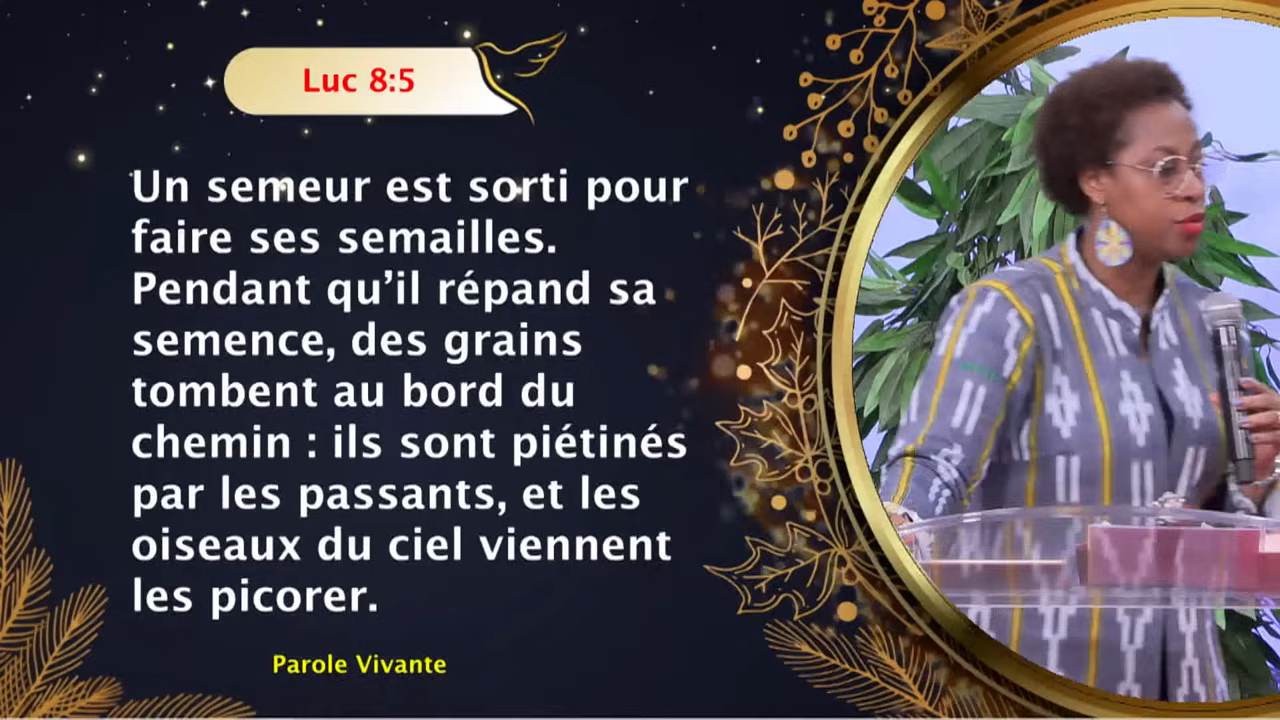 Luc 8:5
Un semeur est sorti pour
faire ses semailles.
Pendant qu’il répand sa
semence, des grains
tombent au bord du
chemin : ils sont piétinés
par les passants, et les
oiseaux du ciel viennent
les picorer.
Parole Vivante